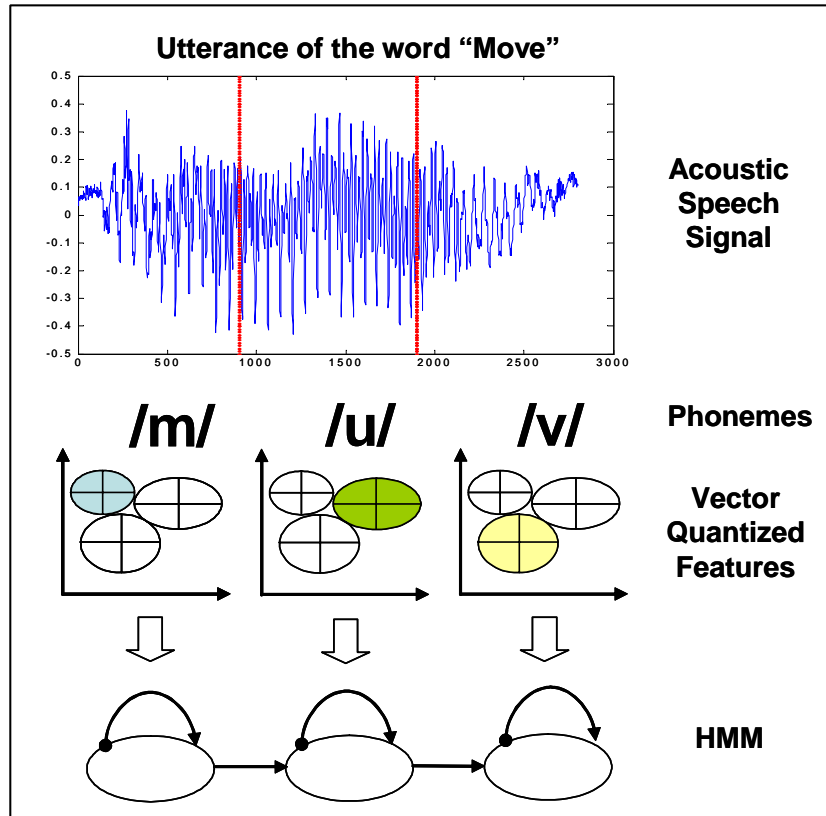 Utterance of the word “Move”
0.5
0.4
0.3
0.2
0.1
0
-0.1
-0.2
-0.3
-0.4
-0.5
0 500 1000 1500 2000 2500 3000
Acoustic
Speech
Signal
/m/ /u/ /v/
Phonemes
Vector
Quantized
Features
HMM